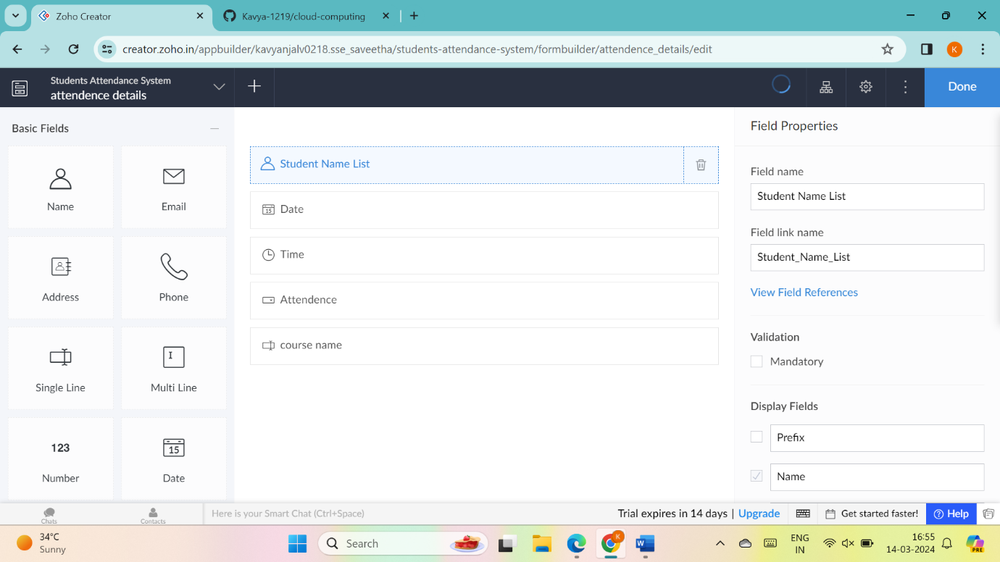 Zoho Creator
Kavya-1219/cloud-computing
creator.zoho.in/appbuilder/kavyanjalv0218.sse_saveetha/students-attendance-system/formbuilder/attendence_details/edit
K
Students Attendance System
attendence details
Done
Basic Fields
Name
Email
Address
Phone
Single Line
Multi Line
123
Number
15
Date
Student Name List
15 Date
Time
Attendence
course name
Field Properties
Field name
Student Name List
Field link name
Student_Name_List
View Field References
Validation
Mandatory
Display Fields
Prefix
Name
Chats
Contacts
Here is your Smart Chat (Ctrl+Space)
Trial expires in 14 days | Upgrade
Get started faster!
Help
34°C
Sunny
Search
K
W
ENG
IN
16:55
14-03-2024
PRE